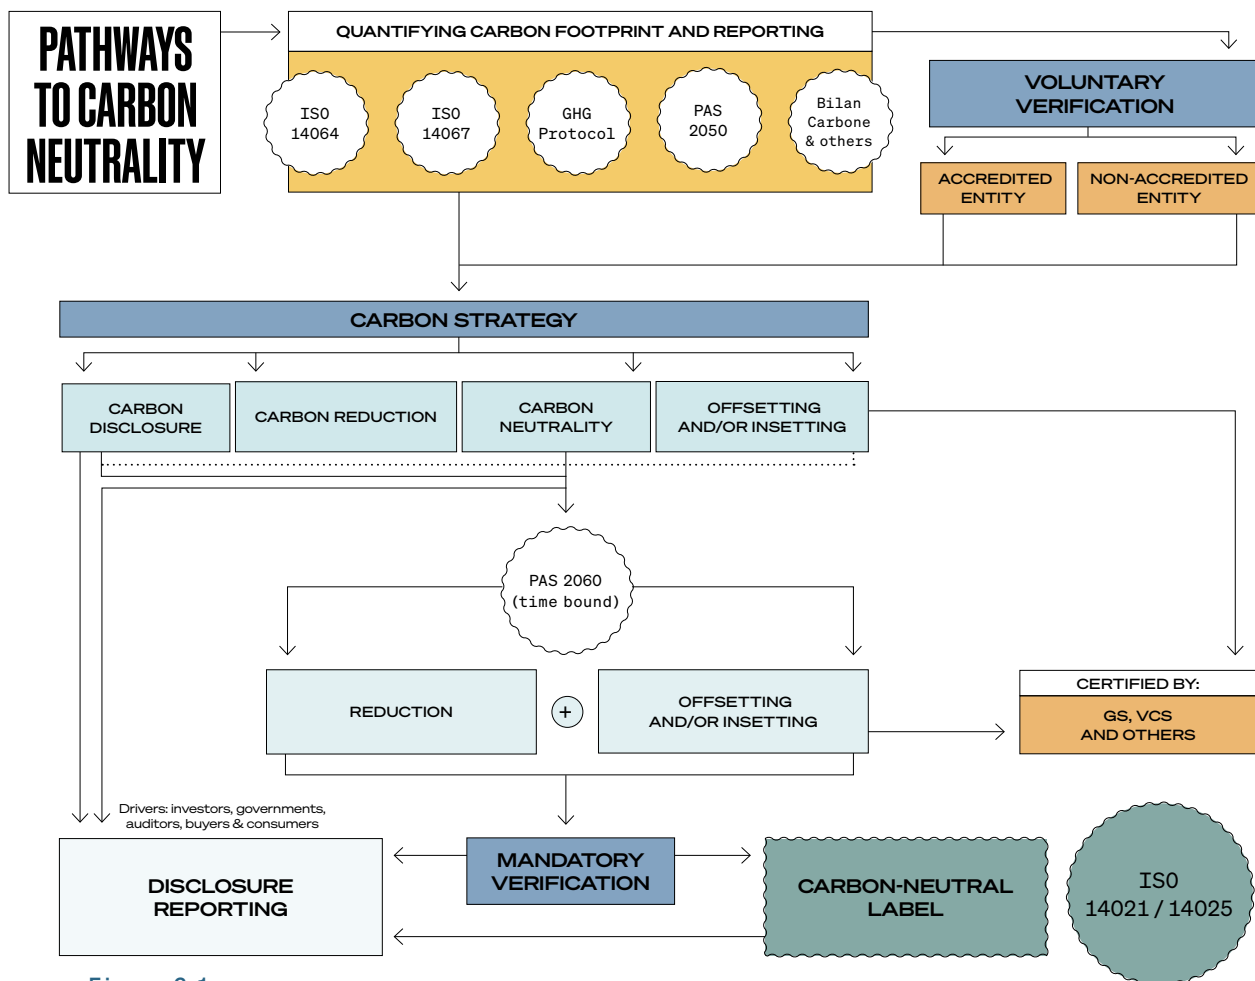 PATHWAYS
TO CARBON
NEUTRALITY
QUANTIFYING CARBON FOOTPRINT AND REPORTING
ISO
14064
ISO
14067
GHG
Protocol
PAS
2050
Bilan
Carbone
& others
VOLUNTARY
VERIFICATION
ACCREDITED
ENTITY
NON-ACCREDITED
ENTITY
CARBON STRATEGY
CARBON
DISCLOSURE
CARBON REDUCTION
CARBON
NEUTRALITY
OFFSETTING
AND/OR INSETTING
PAS 2060
(time bound)
REDUCTION
+
OFFSETTING
AND/OR INSETTING
CERTIFIED BY:
GS, VCS
AND OTHERS
Drivers: investors, governments,
auditors, buyers & consumers
DISCLOSURE
REPORTING
MANDATORY
VERIFICATION
CARBON-NEUTRAL
LABEL
ISO
14021 / 14025